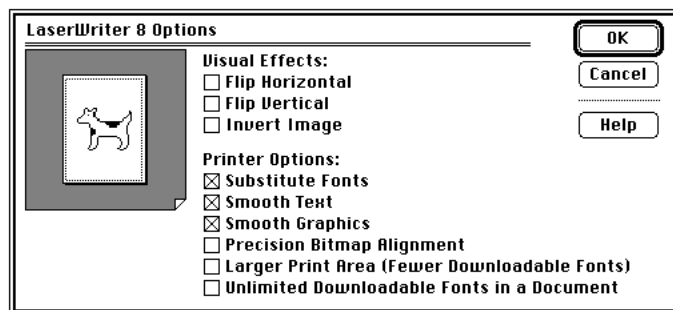 LaserWriter 8 Options
OK
Cancel
Help
Visual Effects:
Flip Horizontal
Flip Vertical
Invert Image
Printer Options:
Substitute Fonts
Smooth Text
Smooth Graphics
Precision Bitmap Alignment
Larger Print Area (Fewer Downloadable Fonts)
Unlimited Downloadable Fonts in a Document